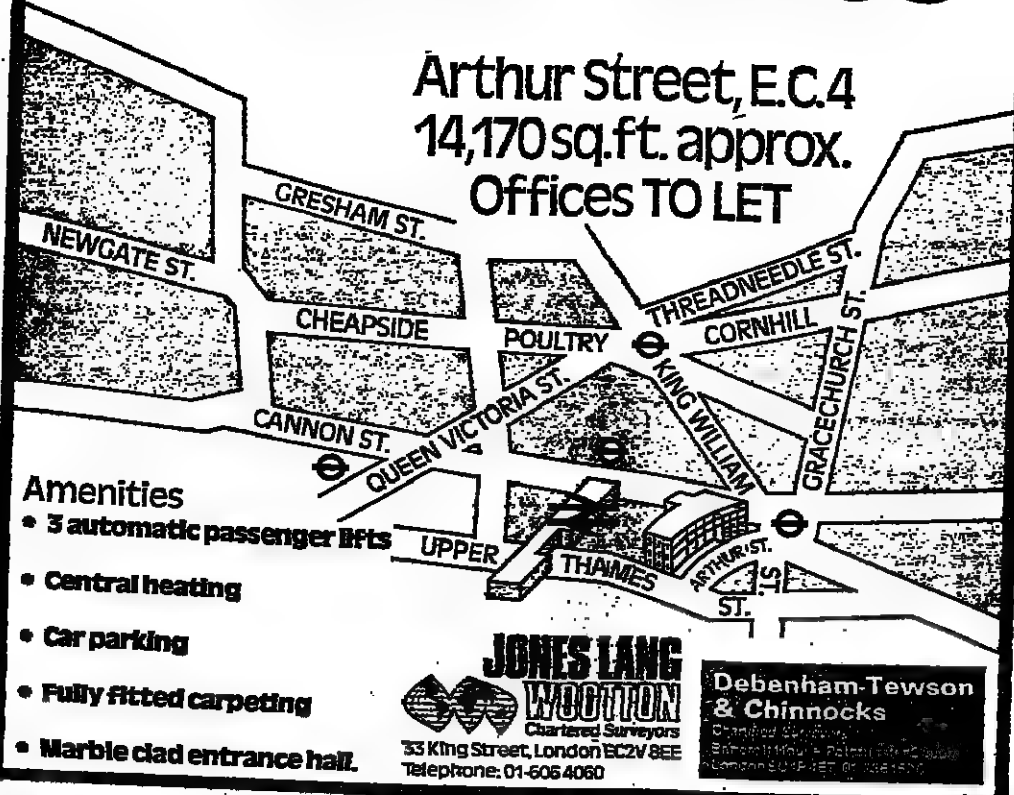 Arthur Street, E.C.4
14,170 sq.ft. approx.
Offices TO LET
GRESHAM ST.
NEWGATE ST.
THREADNEEDLE ST.
CHEAPSIDE
POULTRY
CORNHILL
GRACECHURCH ST.
KING WILLIAM
QUEEN VICTORIA ST.
CANNON ST.
UPPER
THAMES
ST.
ARTHUR ST.
ST.
Amenities
• 3 automatic passenger lifts
• Central heating
• Car parking
• Fully fitted carpeting
• Marble clad entrance hall.
JONES LANG
WOOTTON
Chartered Surveyors
33 King Street, London EC2V 8EE
Telephone: 01-606 4060
Debenham-Tewson
& Chinnocks